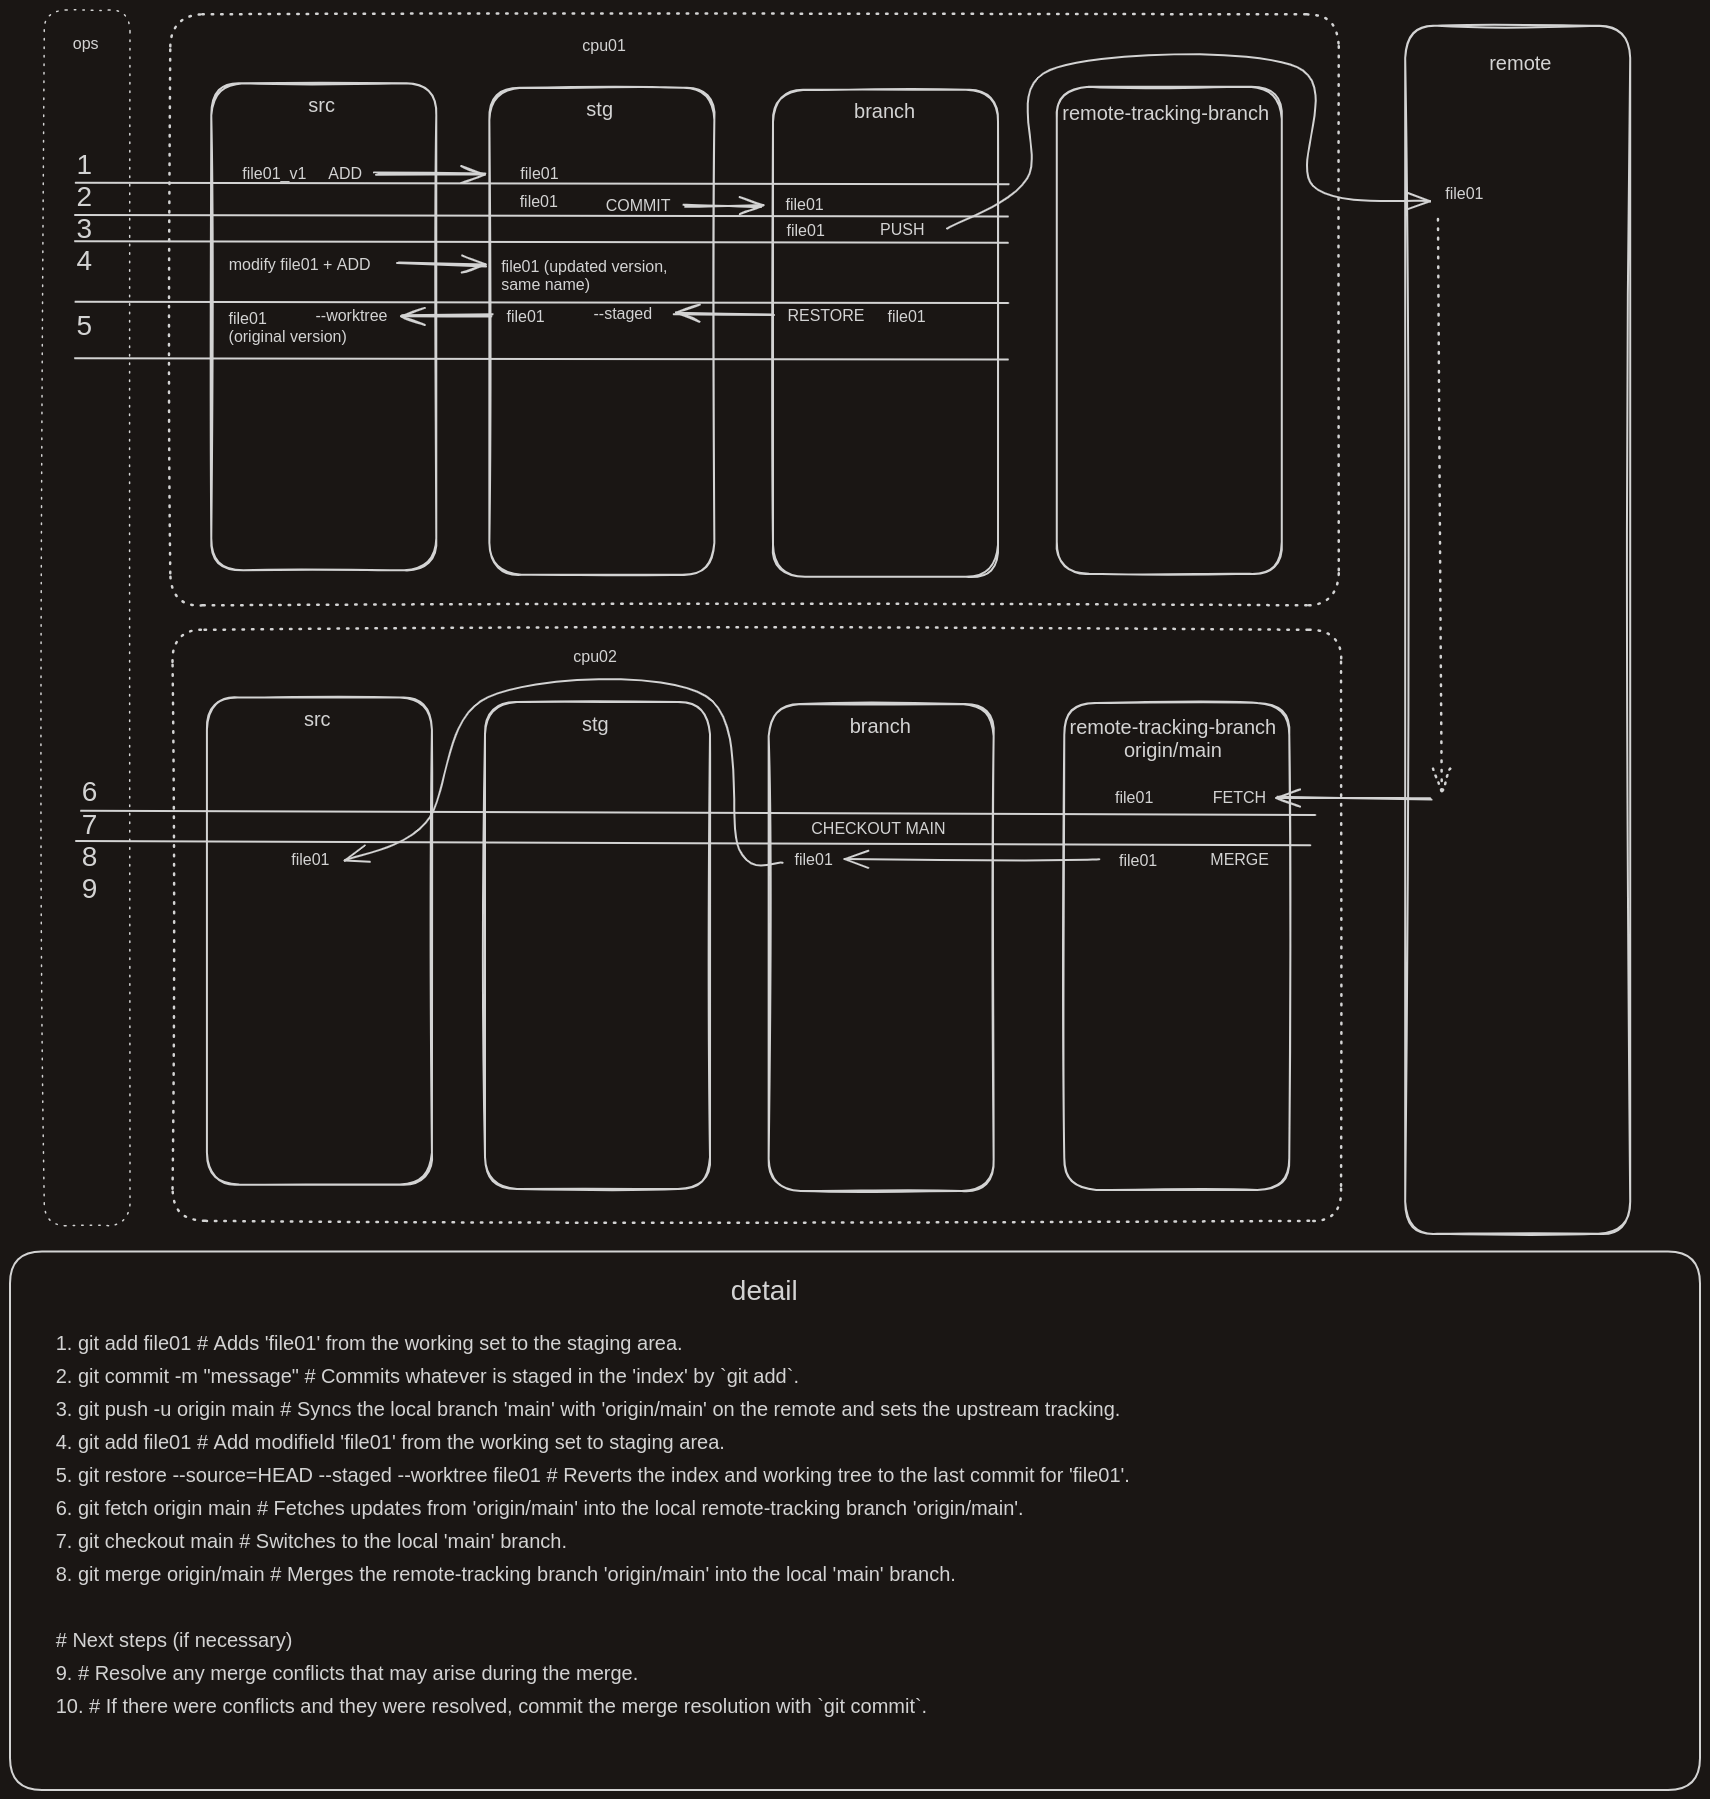 ops
cpu01
remote
src
stg
branch
remote-tracking-branch
1
file01_v1 ADD
file01
file01
2
file01
COMMIT
file01
3
file01 PUSH
4
modify file01 + ADD
file01 (updated version,
same name)
5
file01 --worktree
(original version)
file01 --staged
RESTORE file01
cpu02
src
stg
branch
remote-tracking-branch
origin/main
6
file01 FETCH
7
CHECKOUT MAIN
8
file01
file01
file01 MERGE
9
detail
1. git add file01 # Adds 'file01' from the working set to the staging area.
2. git commit -m "message" # Commits whatever is staged in the 'index' by `git add`.
3. git push -u origin main # Syncs the local branch 'main' with 'origin/main' on the remote and sets the upstream tracking.
4. git add file01 # Add modifield 'file01' from the working set to staging area.
5. git restore --source=HEAD --staged --worktree file01 # Reverts the index and working tree to the last commit for 'file01'.
6. git fetch origin main # Fetches updates from 'origin/main' into the local remote-tracking branch 'origin/main'.
7. git checkout main # Switches to the local 'main' branch.
8. git merge origin/main # Merges the remote-tracking branch 'origin/main' into the local 'main' branch.
# Next steps (if necessary)
9. # Resolve any merge conflicts that may arise during the merge.
10. # If there were conflicts and they were resolved, commit the merge resolution with `git commit`.